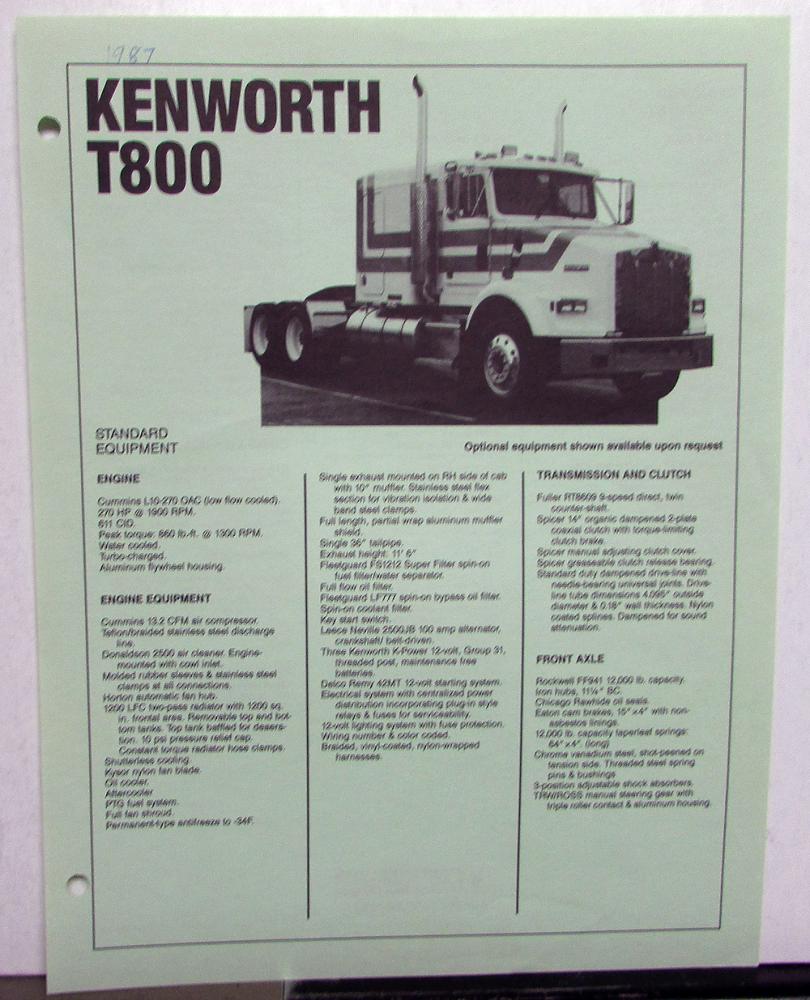 1987
KENWORTH
T800
STANDARD
EQUIPMENT
Optional equipment shown available upon request
ENGINE
Cummins L10-270 OAC (low flow cooled).
270 HP @ 1900 RPM.
611 CID.
Peak torque: 860 lb.-ft. @ 1300 RPM.
Water cooled.
Turbo-charged.
Aluminum flywheel housing.
ENGINE EQUIPMENT
Cummins 13.2 CFM air compressor.
Teflon/braided stainless steel discharge
line.
Donaldson 2500 air cleaner. Engine-
mounted with cowl inlet.
Molded rubber sleeves & stainless steel
clamps at all connections.
Horton automatic fan hub.
1200 LFC two-pass radiator with 1200 sq.
in. frontal area. Removable top and bot-
tom tanks. Top tank baffled for desera-
sion. 10 psi pressure relief cap.
Constant torque radiator hose clamps.
Shutterless cooling.
Kysor nylon fan blade.
Oil cooler.
Aftercooler
PTG fuel system.
Full fan shroud.
Permanent-type antifreeze to -34F.
Single exhaust mounted on RH side of cab
with 10" muffler. Stainless steel flex
section for vibration isolation & wide
band steel clamps.
Full length, partial wrap aluminum muffler
shield.
Single 36" tailpipe.
Exhaust height: 11' 6"
Fleetguard FS1212 Super Filter spin-on
fuel filter/water separator.
Full flow oil filter.
Fleetguard LF777 spin-on bypass oil filter.
Spin-on coolant filter.
Key start switch.
Leece Neville 2500JB 100 amp alternator,
crankshaft/ belt-driven.
Three Kenworth K-Power 12-volt, Group 31,
threaded post, maintenance free
batteries.
Delco Remy 42MT 12-volt starting system.
Electrical system with centralized power
distribution incorporating plug-in style
relays & fuses for serviceability.
12-volt lighting system with fuse protection.
Wiring number & color coded.
Braided, vinyl-coated, nylon-wrapped
harnesses.
TRANSMISSION AND CLUTCH
Fuller RT8609 9-speed direct, twin
counter-shaft.
Spicer 14" organic dampened 2-plate
coaxial clutch with torque-limiting
clutch brake.
Spicer manual adjusting clutch cover.
Spicer greaseable clutch release bearing.
Standard duty dampened drive-line with
needle-bearing universal joints. Drive-
line tube dimensions 4.095" outside
diameter & 0.18" wall thickness. Nylon
coated splines. Dampened for sound
attenuation.
FRONT AXLE
Rockwell FF941 12,000 lb. capacity.
Iron hubs, 11¼" BC.
Chicago Rawhide oil seals.
Eaton cam brakes, 15"x4" with non-
asbestos linings.
12,000 lb. capacity taperleaf springs:
64"x4". (long)
Chrome vanadium steel, shot-peened on
tension side. Threaded steel spring
pins & bushings
3-position adjustable shock absorbers.
TRW/ROSS manual steering gear with
triple roller contact & aluminum housing.